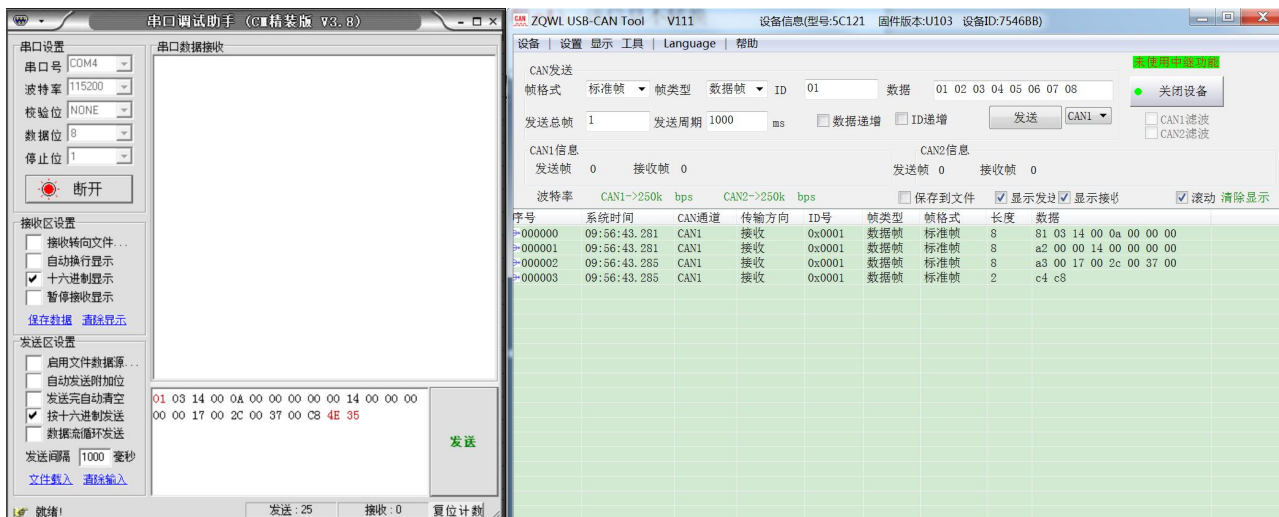 串口调试助手 (CM精装版 V3.8)
串口设置
串口号 COM4
波特率 115200
校验位 NONE
数据位 8
停止位 1
断开
接收区设置
接收转向文件...
自动换行显示
十六进制显示
暂停接收显示
保存数据 清除显示
发送区设置
启用文件数据源...
自动发送附加位
发送完自动清空
按十六进制发送
数据流循环发送
发送间隔 1000 毫秒
文件载入 清除输入
串口数据接收
01 03 14 00 0A 00 00 00 00 00 14 00 00 00
00 00 17 00 2C 00 37 00 C8 4E 35
发送
就绪!
发送:25
接收:0
复位计数
ZQWL USB-CAN Tool V111 设备信息(型号:5C121 固件版本:U103 设备ID:7546BB)
设备 | 设置 显示 工具 | Language | 帮助
未使用中继功能
CAN发送
帧格式 标准帧 帧类型 数据帧 ID 01 数据 01 02 03 04 05 06 07 08
关闭设备
发送总帧 1 发送周期 1000 ms 数据递增 ID递增 发送 CAN1
CAN1滤波
CAN2滤波
CAN1信息
发送帧 0 接收帧 0
CAN2信息
发送帧 0 接收帧 0
波特率 CAN1->250k bps CAN2->250k bps 保存到文件 显示发送 显示接收 滚动 清除显示
序号 系统时间 CAN通道 传输方向 ID号 帧类型 帧格式 长度 数据
000000 09:56:43.281 CAN1 接收 0x0001 数据帧 标准帧 8 81 03 14 00 0a 00 00 00
000001 09:56:43.281 CAN1 接收 0x0001 数据帧 标准帧 8 a2 00 00 14 00 00 00 00
000002 09:56:43.285 CAN1 接收 0x0001 数据帧 标准帧 8 a3 00 17 00 2c 00 37 00
000003 09:56:43.285 CAN1 接收 0x0001 数据帧 标准帧 2 c4 c8